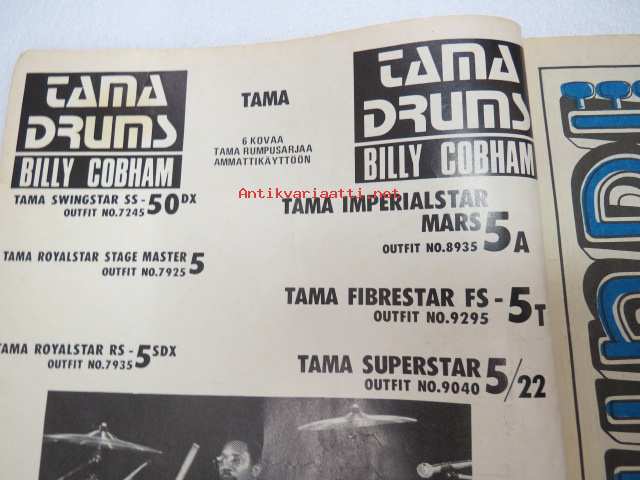 TAMA
DRUMS
BILLY COBHAM
TAMA
6 KOVAA
TAMA RUMPUSARJAA
AMMATTIKÄYTTÖÖN
TAMA
DRUMS
BILLY COBHAM
Antikvariaatti.net
TAMA SWINGSTAR SS - 50DX
OUTFIT NO.7245
TAMA ROYALSTAR STAGE MASTER 5
OUTFIT NO.7925
TAMA ROYALSTAR RS - 5SDX
OUTFIT NO.7935
TAMA IMPERIALSTAR
MARS 5A
OUTFIT NO.8935
TAMA FIBRESTAR FS - 5T
OUTFIT NO.9295
TAMA SUPERSTAR 5/22
OUTFIT NO.9040